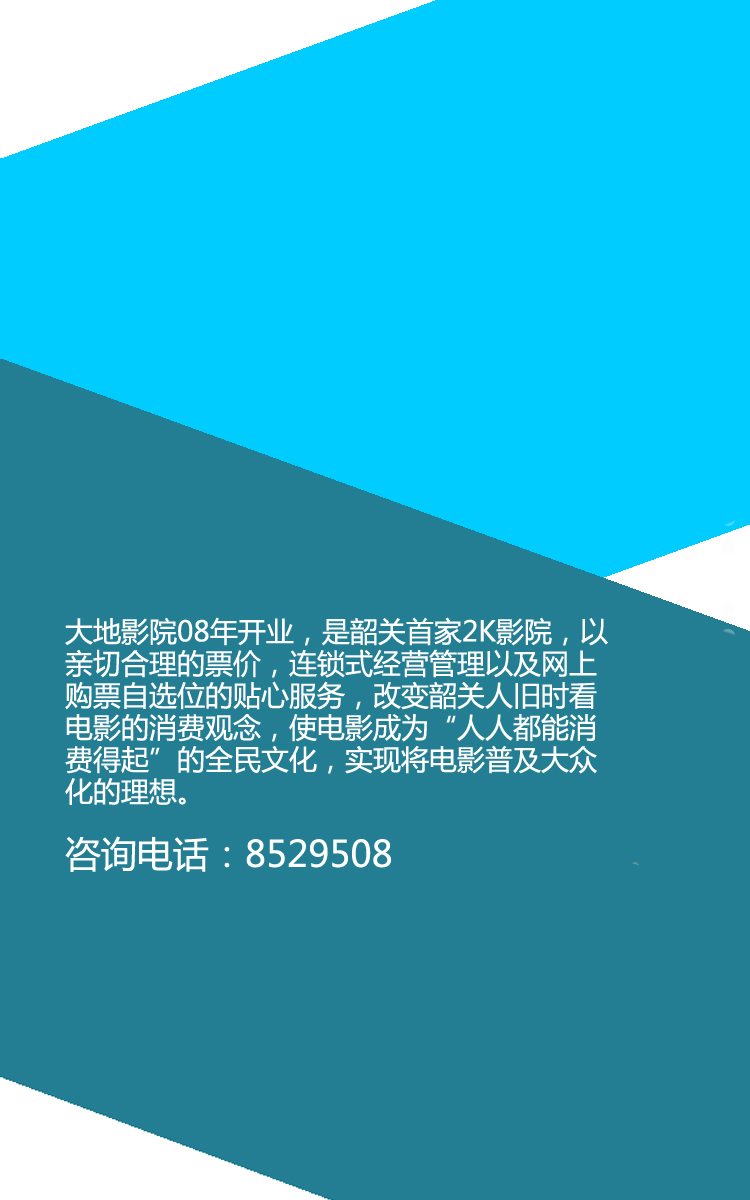 大地影院08年开业，是韶关首家2K影院，以
亲切合理的票价，连锁式经营管理以及网上
购票自选位的贴心服务，改变韶关人旧时看
电影的消费观念，使电影成为“人人都能消
费得起”的全民文化，实现将电影普及大众
化的理想。
咨询电话：8529508